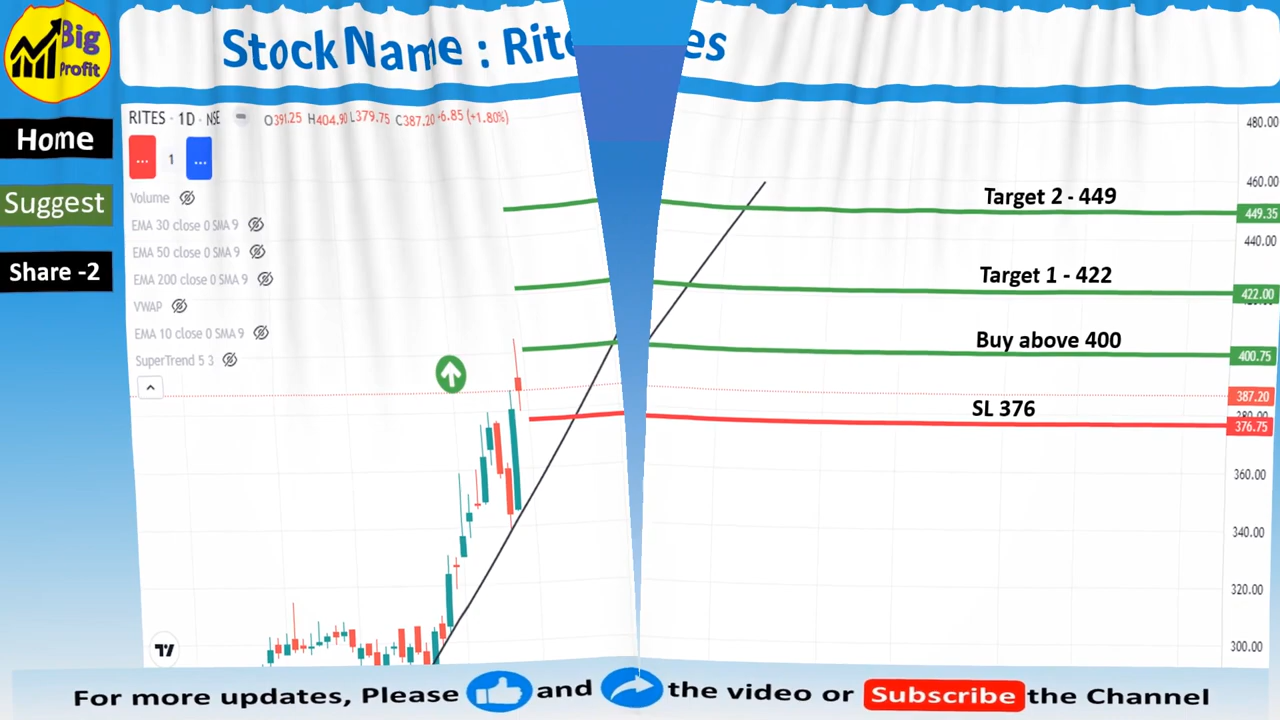 Big
Profit
Stock Name : Rite es
Home
Suggest
Share -2
RITES · 1D · NSE
O391.25 H404.90 L379.75 C387.20 -6.85 (+1.80%)
... 1 ...
Volume
EMA 30 close 0 SMA 9
EMA 50 close 0 SMA 9
EMA 200 close 0 SMA 9
VWAP
EMA 10 close 0 SMA 9
SuperTrend 5 3
Target 2 - 449
Target 1 - 422
Buy above 400
SL 376
480.00
460.00
449.35
440.00
422.00
400.75
387.20
380.00
376.75
360.00
340.00
320.00
300.00
For more updates, Please and the video or Subscribe the Channel